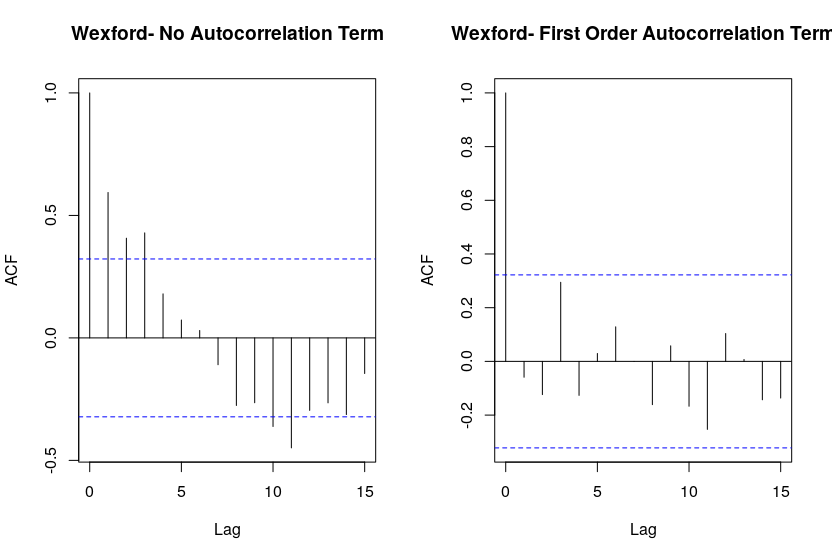 Wexford- No Autocorrelation Term
ACF
1.0
0.5
0.0
-0.5
0 5 10 15
Lag
Wexford- First Order Autocorrelation Term
ACF
1.0
0.8
0.6
0.4
0.2
0.0
-0.2
0 5 10 15
Lag